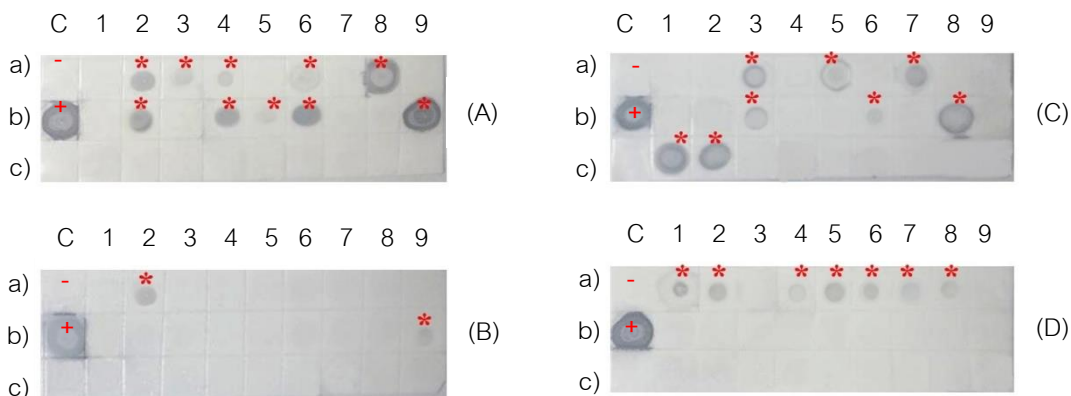 C 1 2 3 4 5 6 7 8 9
a) - * * * * *
b) + * * * * * (A)
c)
C 1 2 3 4 5 6 7 8 9
a) - * * *
b) + * * * (C)
c) * *
C 1 2 3 4 5 6 7 8 9
a) - *
b) + * (B)
c)
C 1 2 3 4 5 6 7 8 9
a) - * * * * * * *
b) + (D)
c)